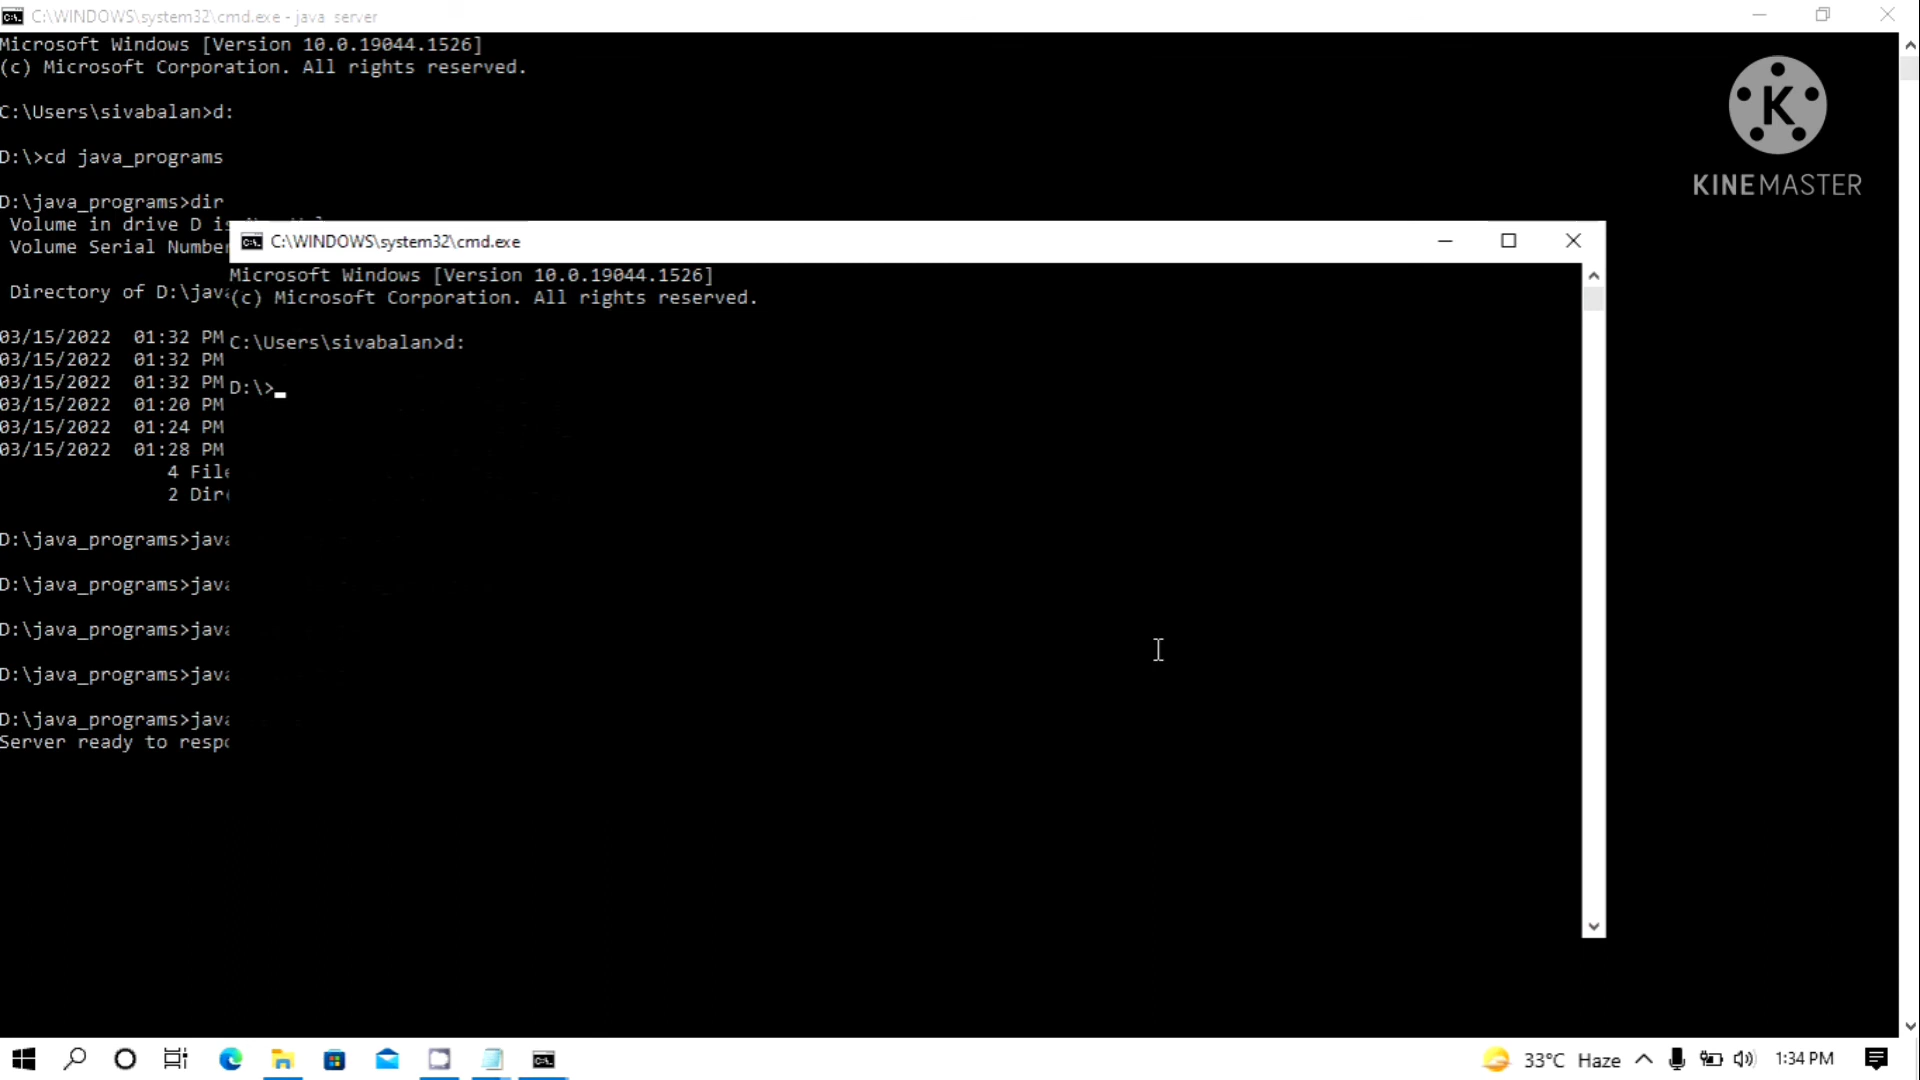 C:\WINDOWS\system32\cmd.exe - java server
Microsoft Windows [Version 10.0.19044.1526]
(c) Microsoft Corporation. All rights reserved.
C:\Users\sivabalan>d:
D:\>cd java_programs
D:\java_programs>dir
Volume in drive D is
Volume Serial Number
Directory of D:\java
03/15/2022 01:32 PM
03/15/2022 01:32 PM
03/15/2022 01:32 PM
03/15/2022 01:20 PM
03/15/2022 01:24 PM
03/15/2022 01:28 PM
4 File
2 Dir
D:\java_programs>java
D:\java_programs>java
D:\java_programs>java
D:\java_programs>java
D:\java_programs>java
Server ready to
K
KINEMASTER
C:\WINDOWS\system32\cmd.exe
Microsoft Windows [Version 10.0.19044.1526]
(c) Microsoft Corporation. All rights reserved.
C:\Users\sivabalan>d:
D:\>
33°C Haze
1:34 PM